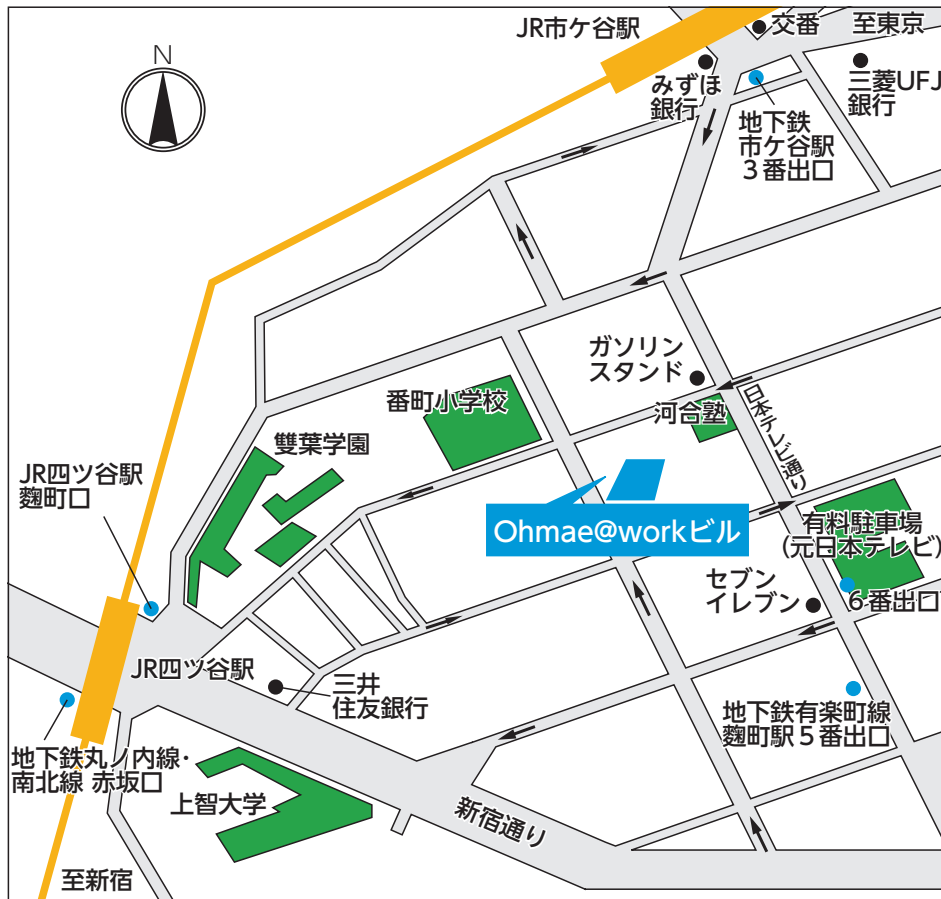 JR市ケ谷駅
交番
至東京
N
みずほ
銀行
三菱UFJ
銀行
地下鉄
市ケ谷駅
3番出口
ガソリン
スタンド
番町小学校
河合塾
日本テレビ通り
雙葉学園
JR四ツ谷駅
麴町口
Ohmae@workビル
有料駐車場
(元日本テレビ)
セブン
イレブン
6番出口
JR四ツ谷駅
三井
住友銀行
地下鉄有楽町線
麴町駅5番出口
地下鉄丸ノ内線・
南北線 赤坂口
上智大学
新宿通り
至新宿